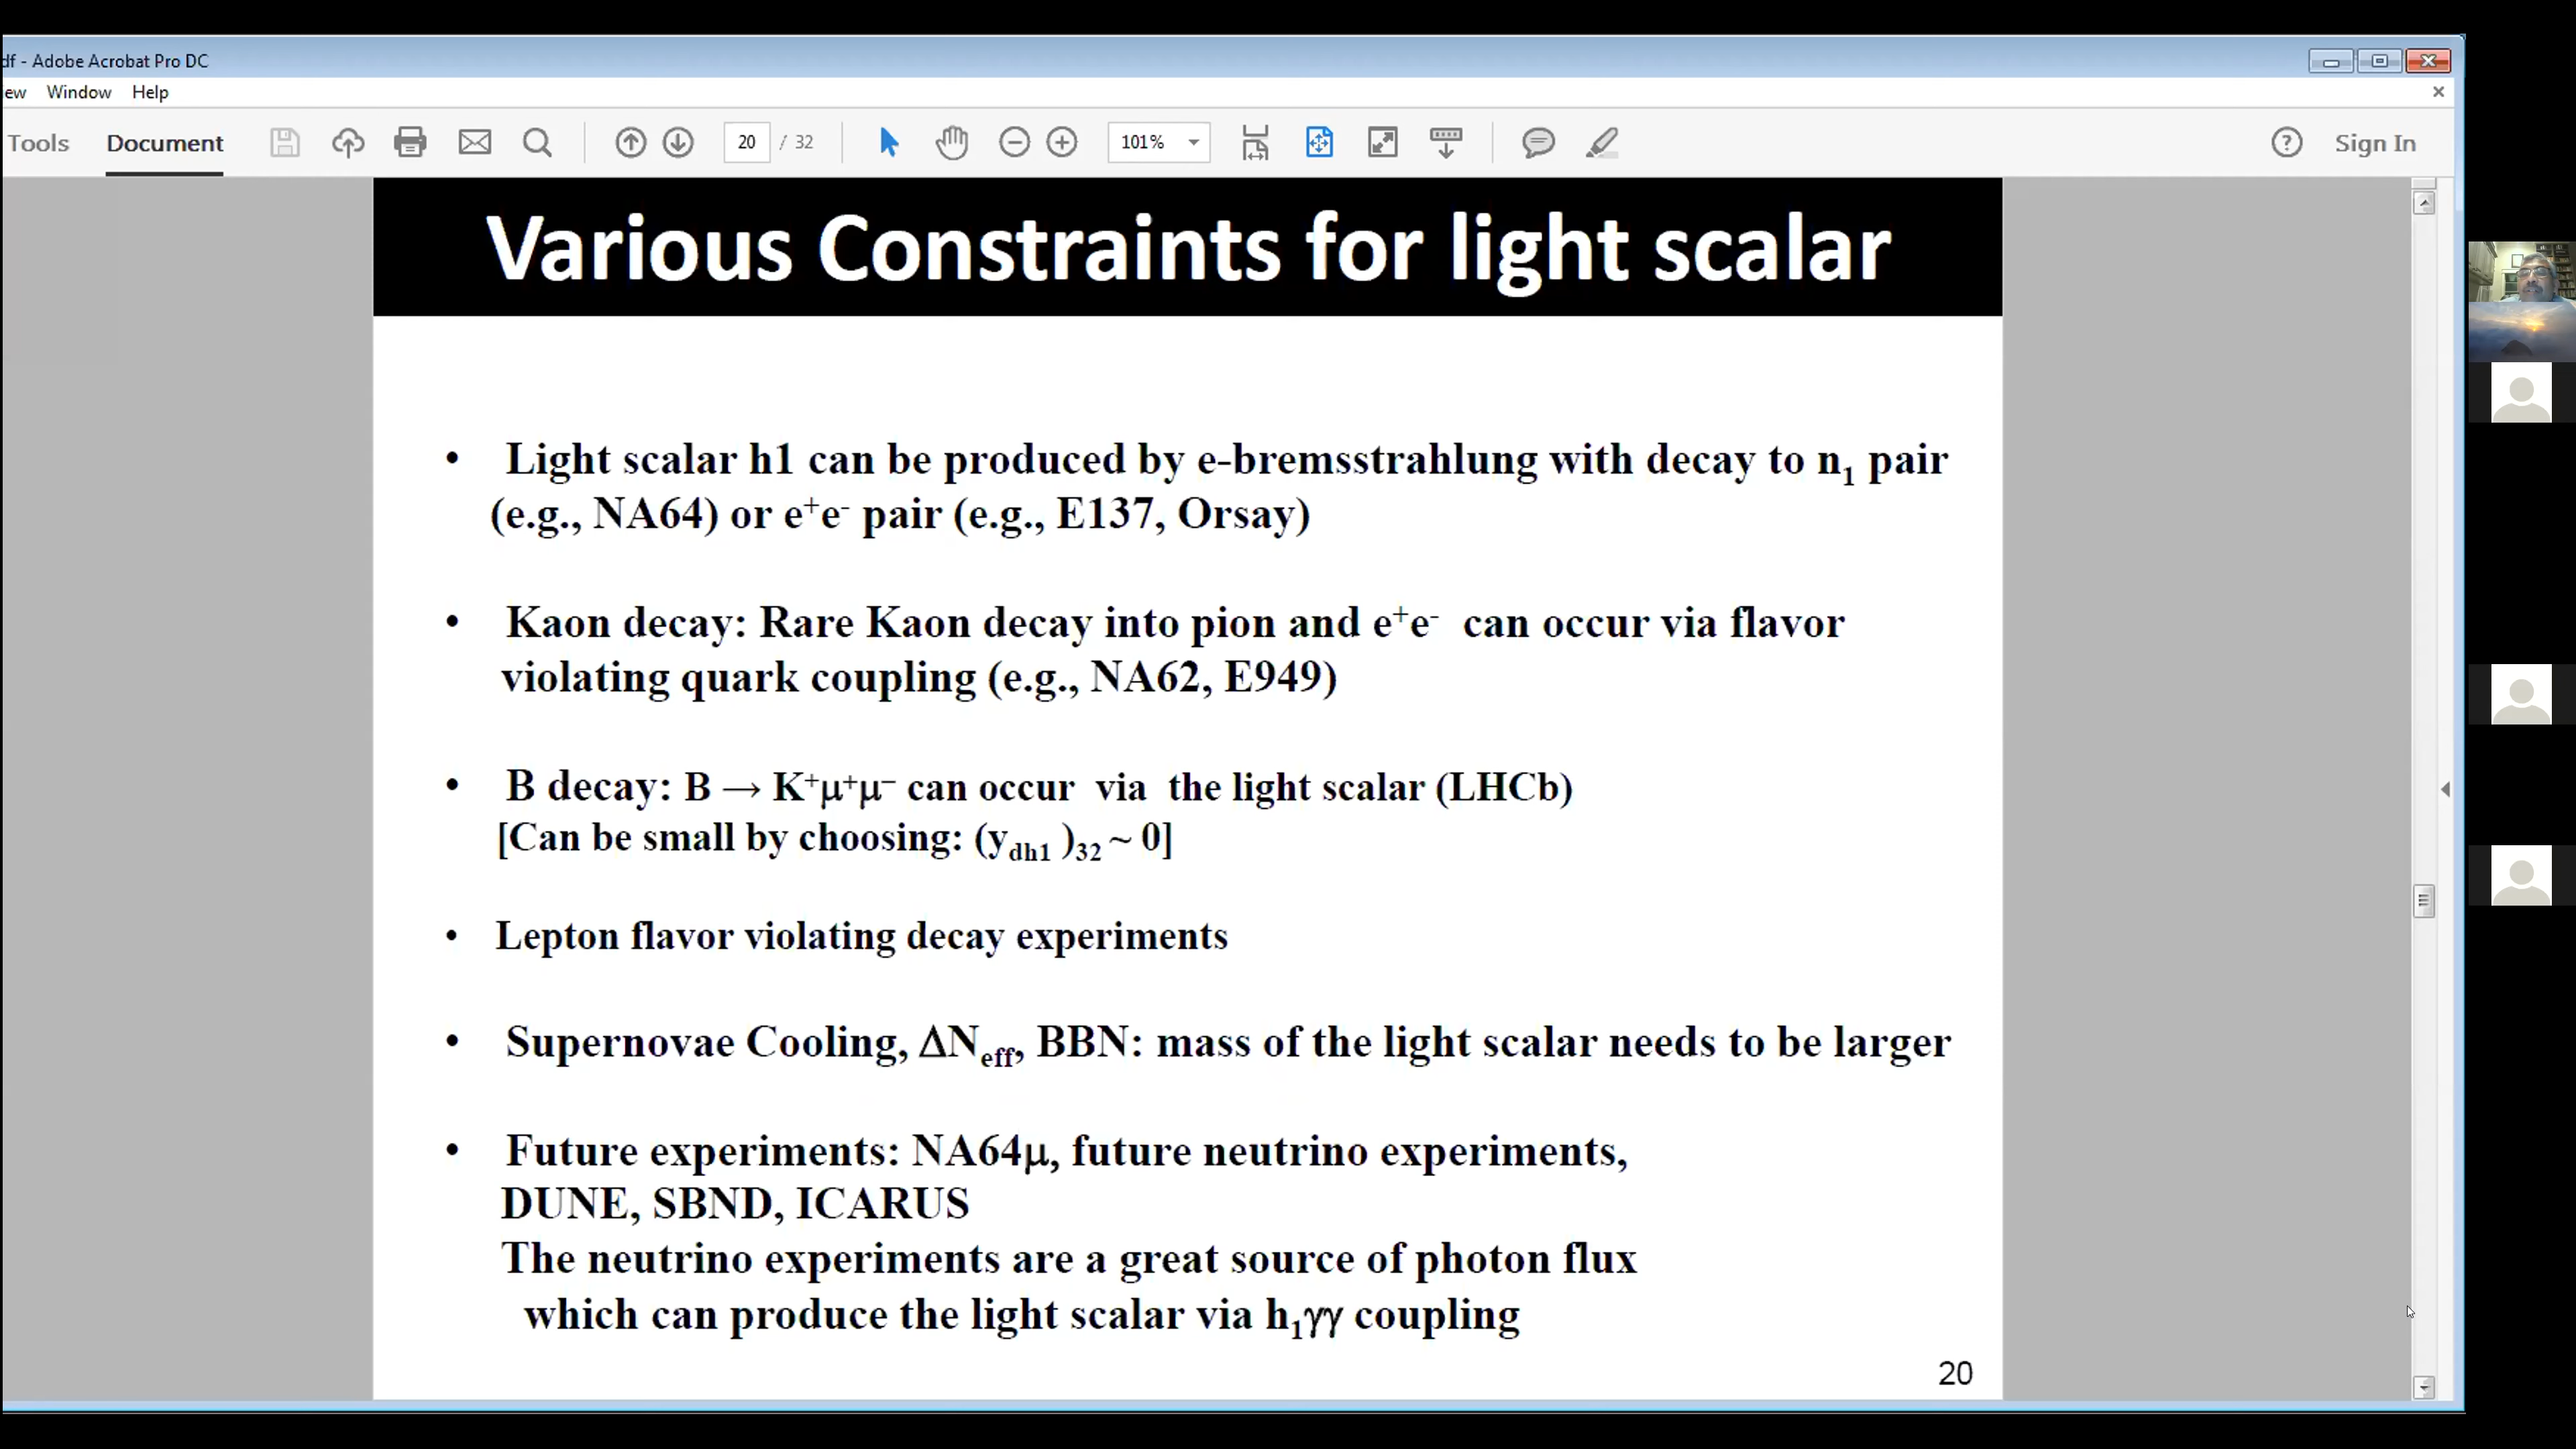 df - Adobe Acrobat Pro DC
ew Window Help
Tools Document 20 / 32 101% Sign In
Various Constraints for light scalar
• Light scalar h1 can be produced by e-bremsstrahlung with decay to n₁ pair
(e.g., NA64) or e⁺e⁻ pair (e.g., E137, Orsay)
• Kaon decay: Rare Kaon decay into pion and e⁺e⁻ can occur via flavor
violating quark coupling (e.g., NA62, E949)
• B decay: B → K⁺μ⁺μ⁻ can occur via the light scalar (LHCb)
[Can be small by choosing: (y_dh1)₃₂ ~ 0]
• Lepton flavor violating decay experiments
• Supernovae Cooling, ΔN_eff, BBN: mass of the light scalar needs to be larger
• Future experiments: NA64μ, future neutrino experiments,
DUNE, SBND, ICARUS
The neutrino experiments are a great source of photon flux
which can produce the light scalar via h₁γγ coupling
20